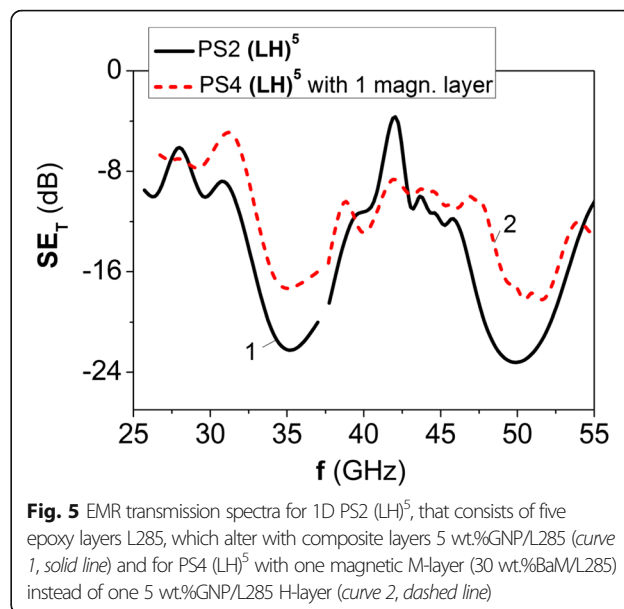 PS2 (LH)⁵
PS4 (LH)⁵ with 1 magn. layer
0
-8
-16
-24
SE_T (dB)
1
2
25 30 35 40 45 50 55
f (GHz)
Fig. 5 EMR transmission spectra for 1D PS2 (LH)⁵, that consists of five
epoxy layers L285, which alter with composite layers 5 wt.%GNP/L285 (curve
1, solid line) and for PS4 (LH)⁵ with one magnetic M-layer (30 wt.%BaM/L285)
instead of one 5 wt.%GNP/L285 H-layer (curve 2, dashed line)